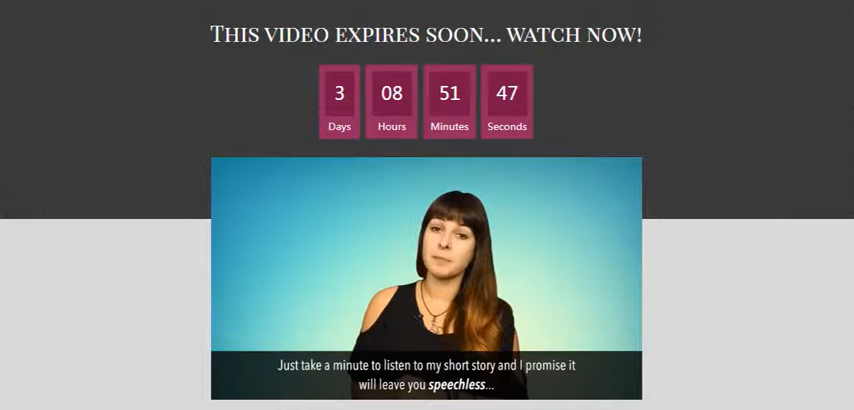 THIS VIDEO EXPIRES SOON... WATCH NOW!
3 08 51 47
Days Hours Minutes Seconds
Just take a minute to listen to my short story and I promise it
will leave you speechless...